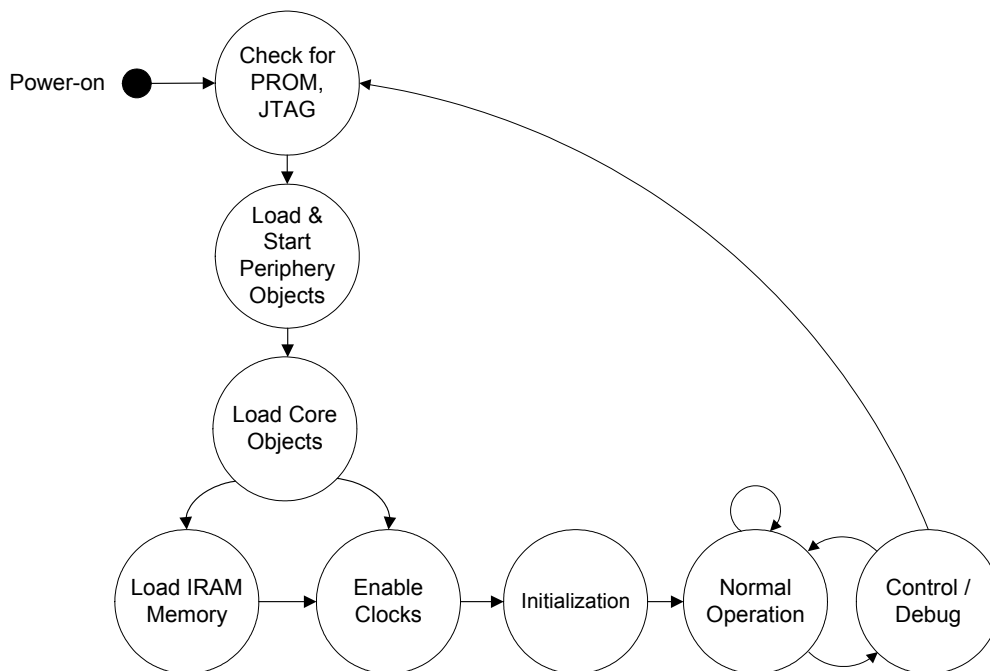 Power-on
Check for
PROM,
JTAG
Load &
Start
Periphery
Objects
Load Core
Objects
Load IRAM
Memory
Enable
Clocks
Initialization
Normal
Operation
Control /
Debug